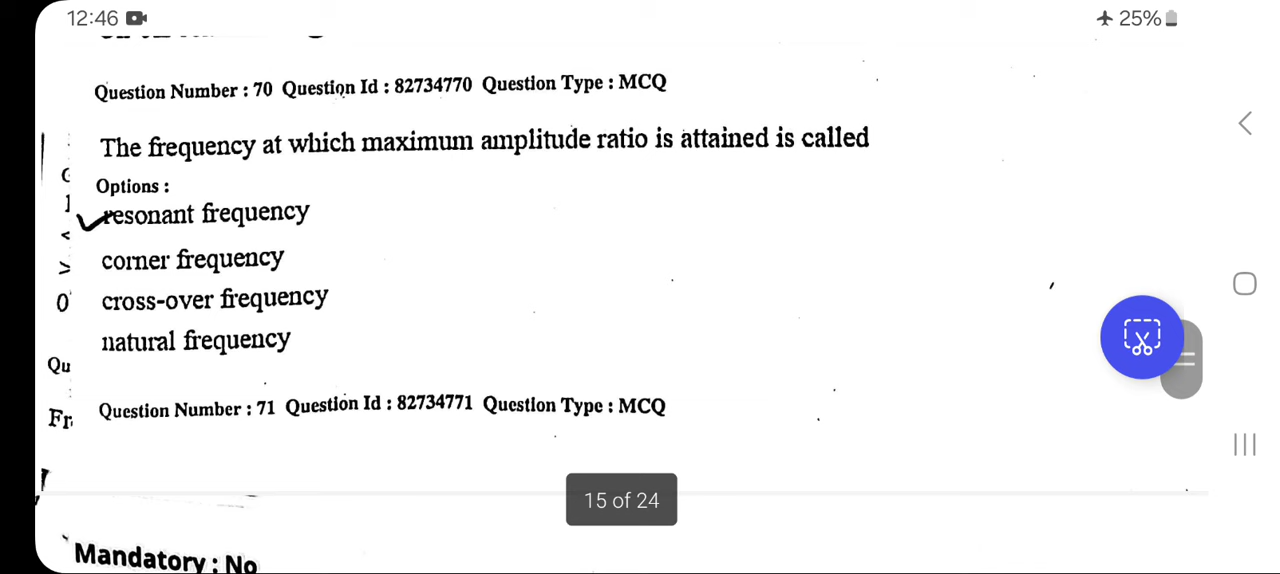 12:46
25%
Question Number : 70 Question Id : 82734770 Question Type : MCQ
The frequency at which maximum amplitude ratio is attained is called
Options :
resonant frequency
corner frequency
cross-over frequency
natural frequency
Qu
Question Number : 71 Question Id : 82734771 Question Type : MCQ
Fr
15 of 24
Mandatory : No